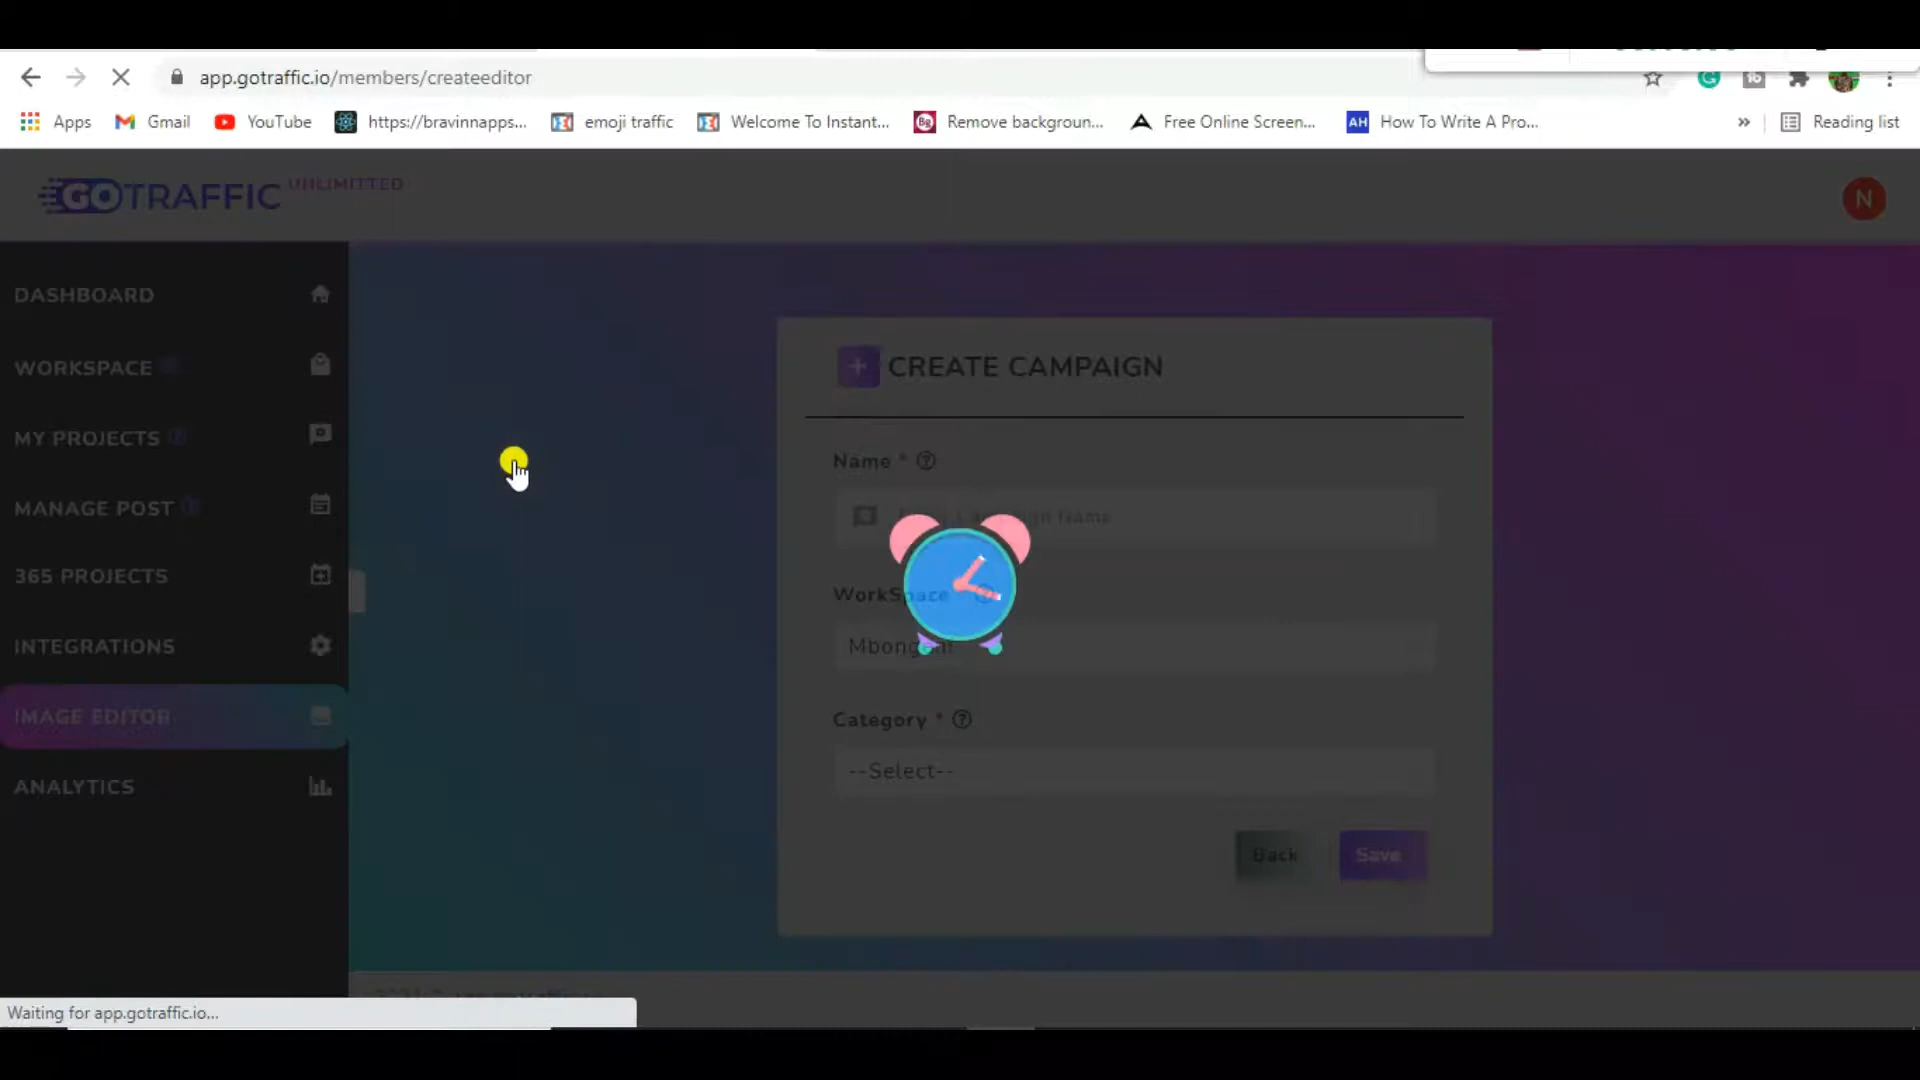 app.gotraffic.io/members/createeditor
Apps
Gmail
YouTube
https://bravinnapps...
emoji traffic
Welcome To Instant...
Remove backgroun...
Free Online Screen...
How To Write A Pro...
Reading list
GOTRAFFIC UNLIMITTED
N
DASHBOARD
WORKSPACE
MY PROJECTS
MANAGE POST
365 PROJECTS
INTEGRATIONS
IMAGE EDITOR
ANALYTICS
CREATE CAMPAIGN
Name *
Name
WorkSpace
Category *
--Select--
Back
Save
Waiting for app.gotraffic.io...